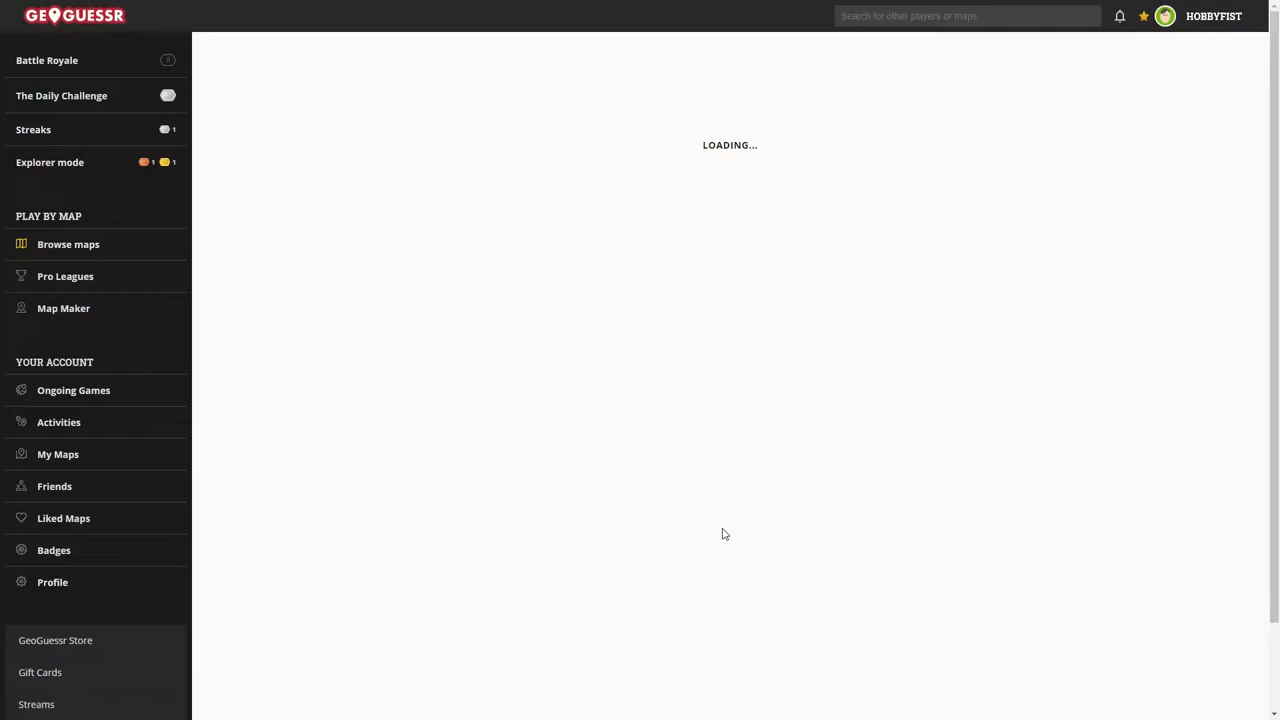 GEOGUESSR
Search for other players or maps
HOBBYFIST
Battle Royale
The Daily Challenge
Streaks
1
Explorer mode
1
1
PLAY BY MAP
Browse maps
Pro Leagues
Map Maker
YOUR ACCOUNT
Ongoing Games
Activities
My Maps
Friends
Liked Maps
Badges
Profile
GeoGuessr Store
Gift Cards
Streams
LOADING...